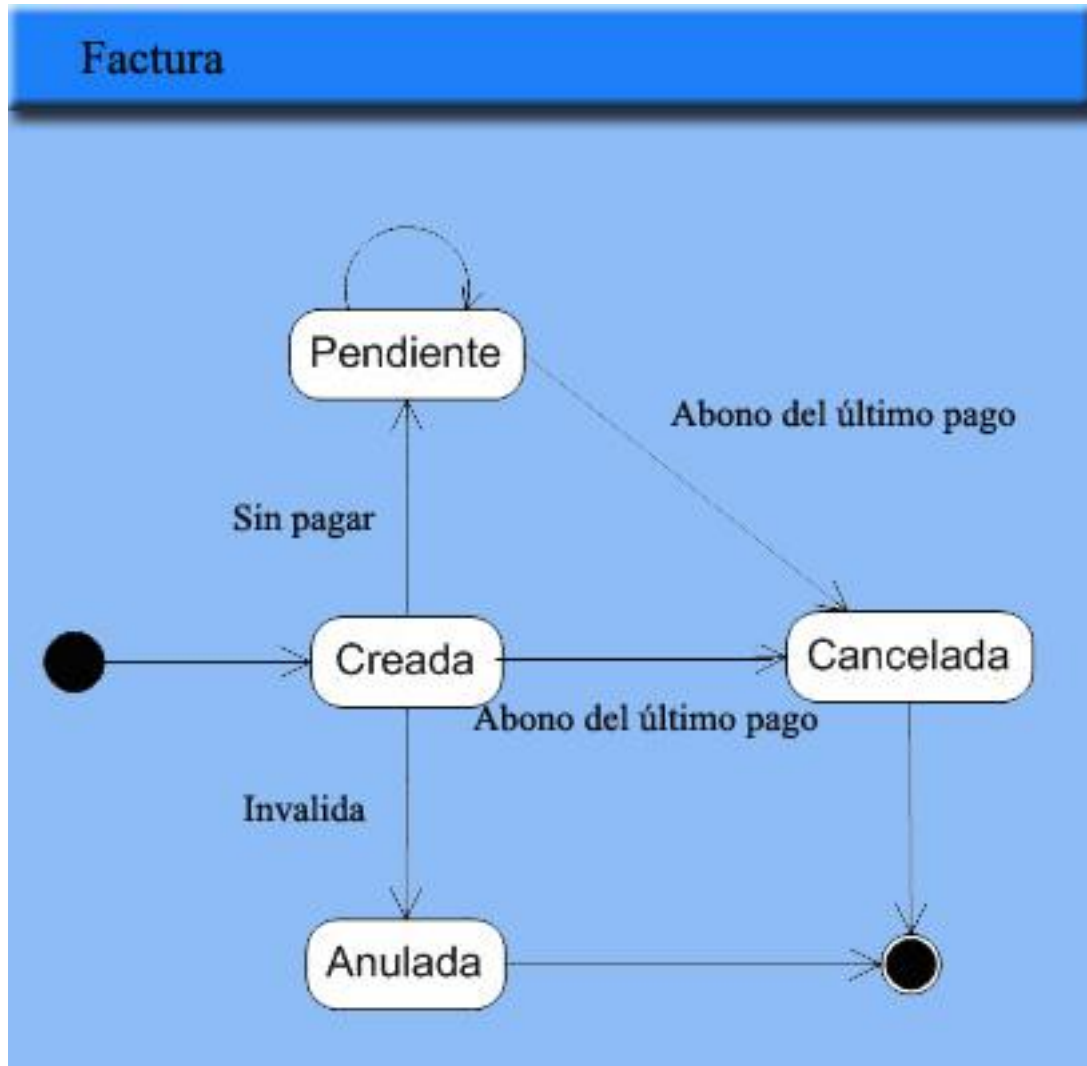 Factura
Pendiente
Abono del último pago
Sin pagar
Creada
Cancelada
Abono del último pago
Invalida
Anulada